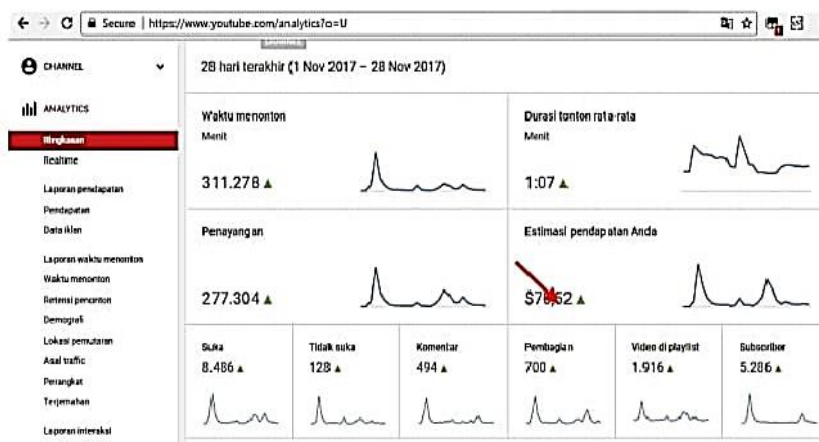 Secure | https://www.youtube.com/analytics?o=U
CHANNEL
28 hari terakhir (1 Nov 2017 – 28 Nov 2017)
ANALYTICS
Ringkasan
Realtime
Laporan pendapatan
Pendapatan
Data iklan
Laporan waktu menonton
Waktu menonton
Retensi penonton
Demografi
Lokasi pemutaran
Asal traffic
Perangkat
Terjemahan
Laporan interaksi
Waktu menonton
Menit
311.278
Durasi tonton rata-rata
Menit
1:07
Penayangan
277.304
Estimasi pendapatan Anda
Suka
8.486
Tidak suka
128
Komentar
494
Pembagian
700
Video di playlist
1.916
Subscriber
5.286